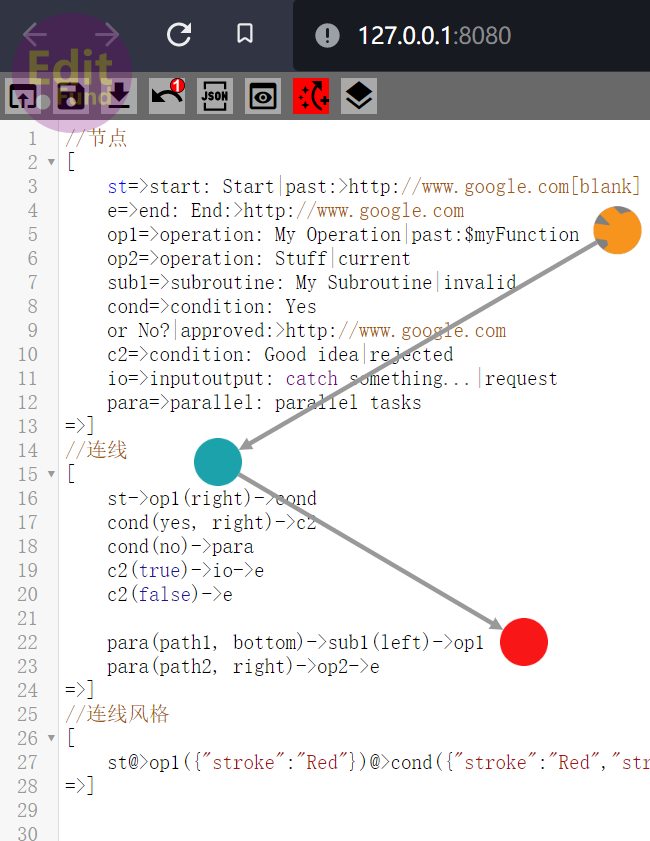 127.0.0.1:8080
Edit
Fund
1
JSON
1 //节点
2 [
3 st=>start: Start|past:>http://www.google.com[blank]
4 e=>end: End:>http://www.google.com
5 op1=>operation: My Operation|past:$myFunction
6 op2=>operation: Stuff|current
7 sub1=>subroutine: My Subroutine|invalid
8 cond=>condition: Yes
9 or No?|approved:>http://www.google.com
10 c2=>condition: Good idea|rejected
11 io=>inputoutput: catch something...|request
12 para=>parallel: parallel tasks
13 =>]
14 //连线
15 [
16 st->op1(right)->cond
17 cond(yes, right)->c2
18 cond(no)->para
19 c2(true)->io->e
20 c2(false)->e
21
22 para(path1, bottom)->sub1(left)->op1
23 para(path2, right)->op2->e
24 =>]
25 //连线风格
26 [
27 st@>op1({"stroke":"Red"})@>cond({"stroke":"Red","str
28 =>]
29
30